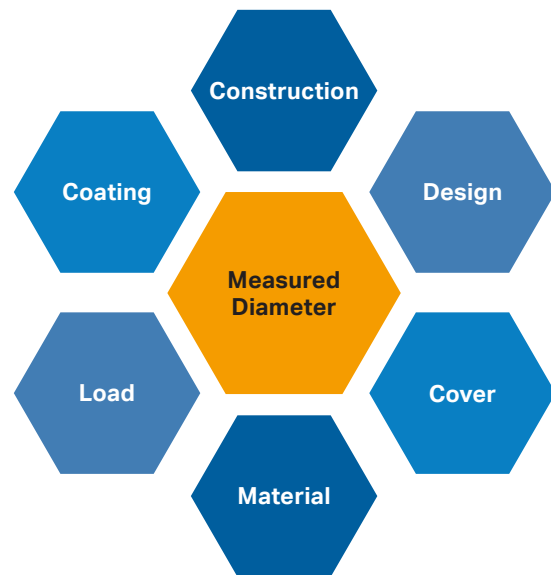 Construction
Coating
Design
Measured
Diameter
Load
Cover
Material